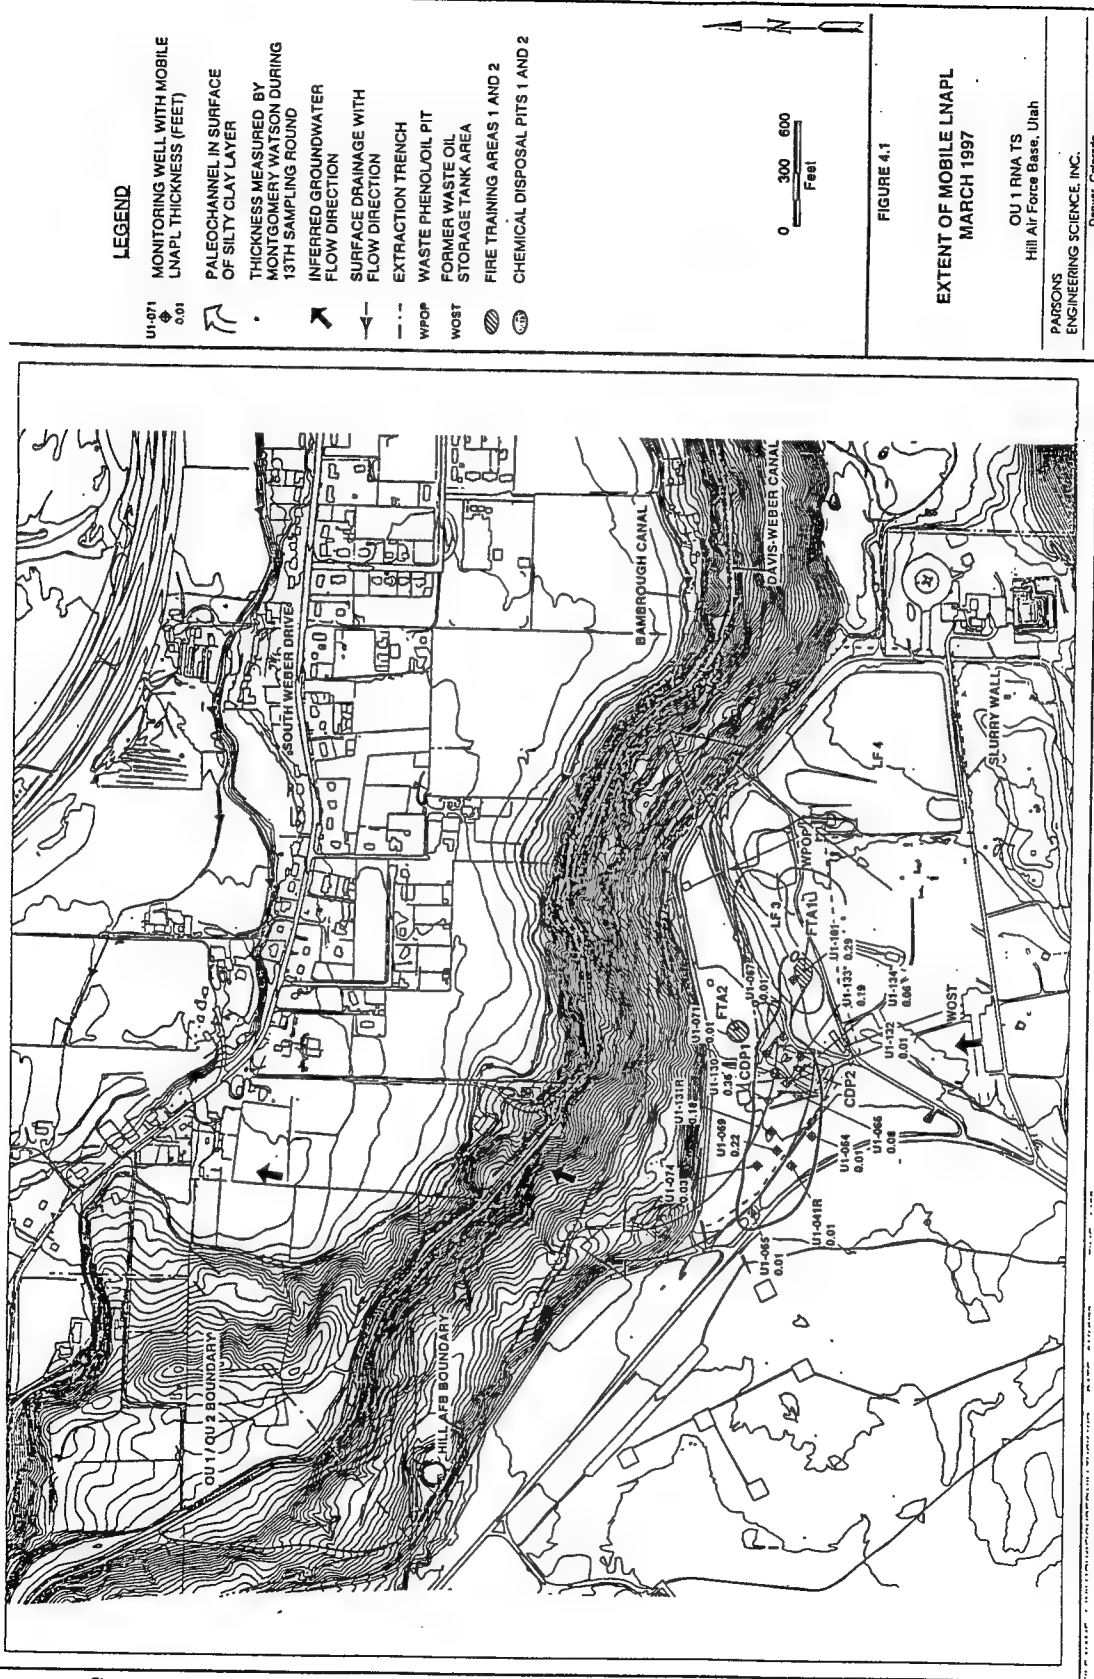 LEGEND
U1-071
0.01
MONITORING WELL WITH MOBILE
LNAPL THICKNESS (FEET)
PALEOCHANNEL IN SURFACE
OF SILTY CLAY LAYER
THICKNESS MEASURED BY
MONTGOMERY WATSON DURING
13TH SAMPLING ROUND
INFERRED GROUNDWATER
FLOW DIRECTION
SURFACE DRAINAGE WITH
FLOW DIRECTION
EXTRACTION TRENCH
WPOP
WASTE PHENOL/OIL PIT
WOST
FORMER WASTE OIL
STORAGE TANK AREA
FIRE TRAINING AREAS 1 AND 2
CHEMICAL DISPOSAL PITS 1 AND 2
N
0 300 600
Feet
FIGURE 4.1
EXTENT OF MOBILE LNAPL
MARCH 1997
OU 1 RNA TS
Hill Air Force Base, Utah
PARSONS
ENGINEERING SCIENCE, INC.
Denver, Colorado
SOUTH WEBER DRIVE
BAMBROUGH CANAL
DAVIS-WEBER CANAL
OU 1 / OU 2 BOUNDARY
HILL AFB BOUNDARY
SLURRY WALL
LF 4
LF 3
WPOP
FTA1
FTA2
CDP1
CDP2
WOST
U1-101
0.29
U1-133*
0.19
U1-134*
0.06
U1-132
0.01
U1-067
0.01
U1-071
0.01
U1-130
0.36
U1-131R
0.18
U1-069
0.22
U1-074
0.03
U1-064
0.01
U1-066
0.08
U1-041R
0.01
U1-065
0.01